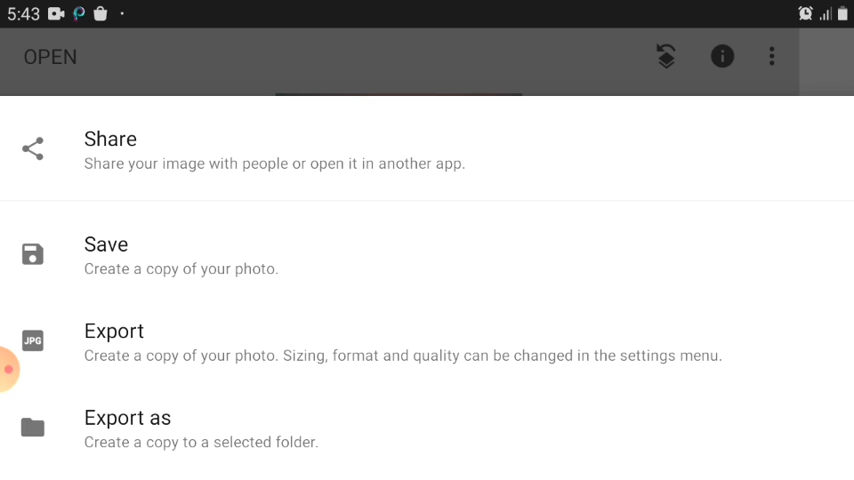 5:43
OPEN
Share
Share your image with people or open it in another app.
Save
Create a copy of your photo.
JPG
Export
Create a copy of your photo. Sizing, format and quality can be changed in the settings menu.
Export as
Create a copy to a selected folder.